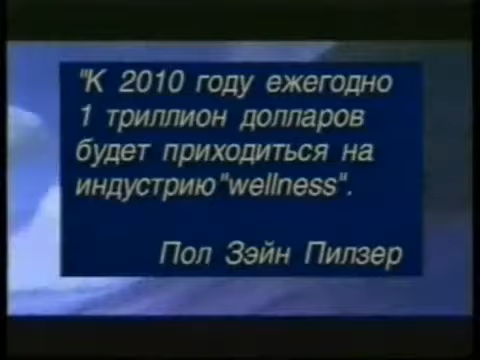 "К 2010 году ежегодно
1 триллион долларов
будет приходиться на
индустрию"wellness".
Пол Зэйн Пилзер